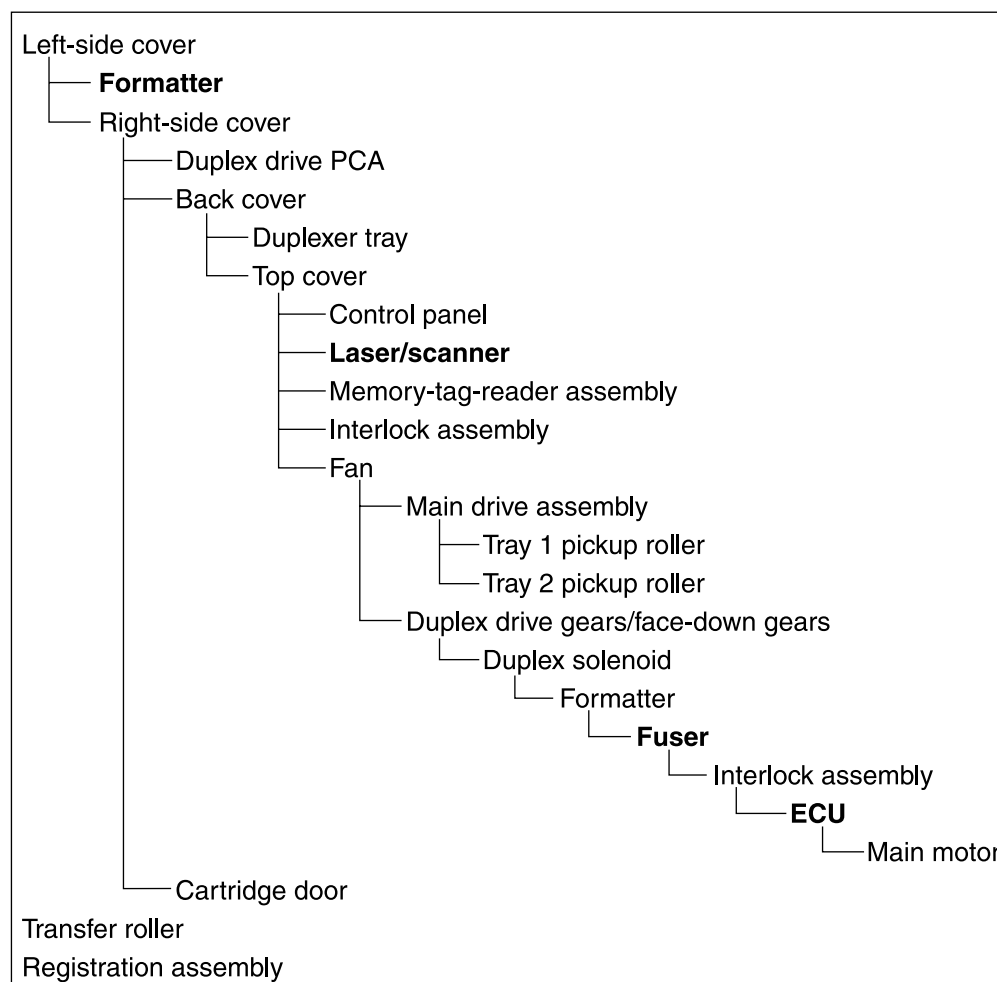 Left-side cover
Formatter
Right-side cover
Duplex drive PCA
Back cover
Duplexer tray
Top cover
Control panel
Laser/scanner
Memory-tag-reader assembly
Interlock assembly
Fan
Main drive assembly
Tray 1 pickup roller
Tray 2 pickup roller
Duplex drive gears/face-down gears
Duplex solenoid
Formatter
Fuser
Interlock assembly
ECU
Main motor
Cartridge door
Transfer roller
Registration assembly